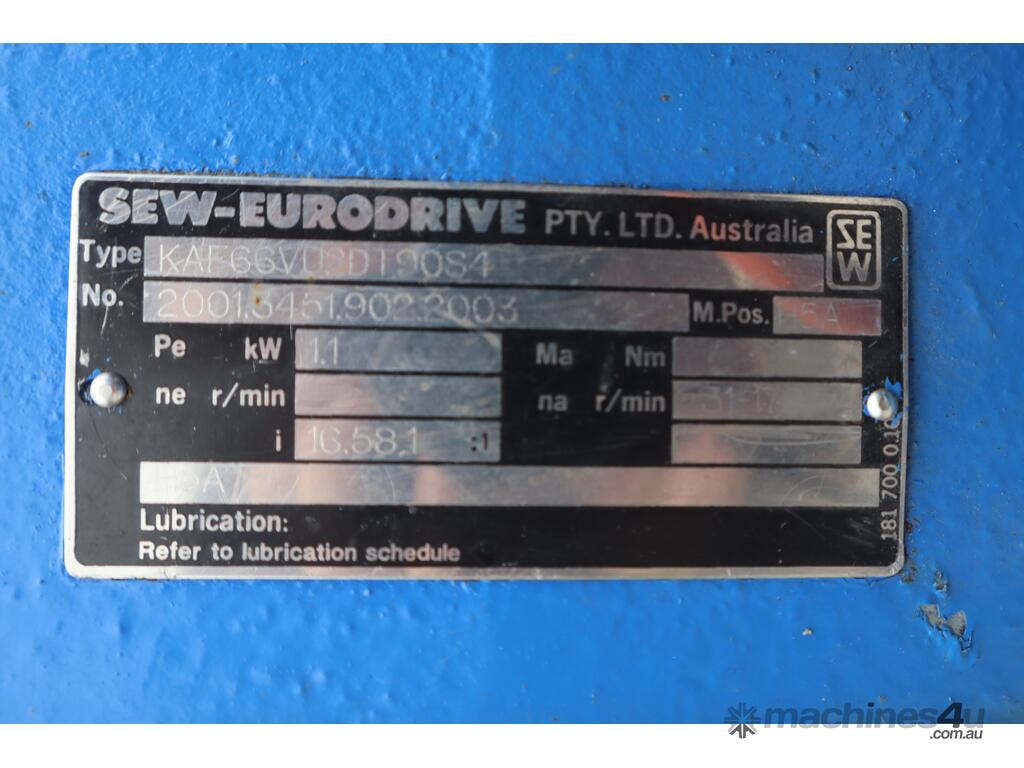 SEW-EURODRIVE PTY. LTD. Australia SEW
Type KAF66VU2DT90S4
No. 2001.3451.902.2003 M.Pos. H5A
Pe kW 1.1 Ma Nm
ne r/min na r/min 31-
i 16.58.1 :1
Lubrication:
Refer to lubrication schedule
181 700 0.10
machines4u
.com.au